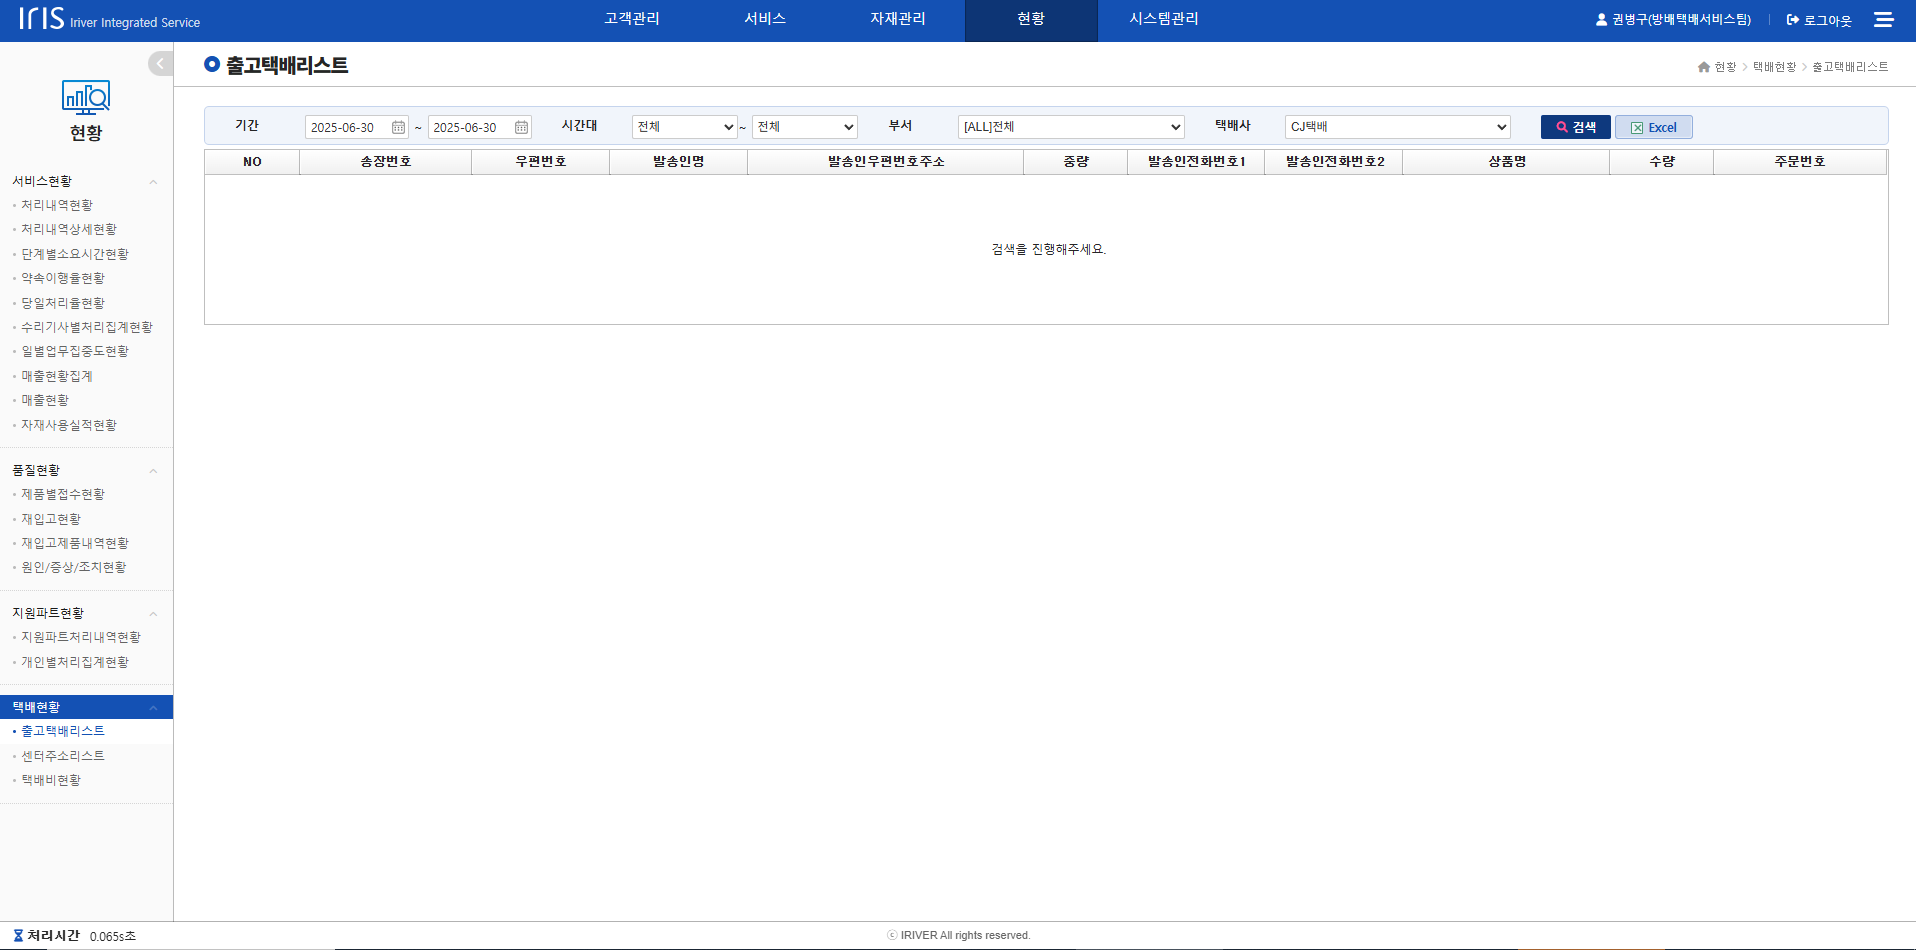 IRIS Iriver Integrated Service
고객관리 서비스 자재관리 현황 시스템관리
권병구(방배택배서비스팀) 로그아웃
현황
서비스현황
처리내역현황
처리내역상세현황
단계별소요시간현황
약속이행율현황
당일처리율현황
수리기사별처리집계현황
일별업무집중도현황
매출현황집계
매출현황
자재사용실적현황
품질현황
제품별접수현황
재입고현황
재입고제품내역현황
원인/증상/조치현황
지원파트현황
지원파트처리내역현황
개인별처리집계현황
택배현황
출고택배리스트
센터주소리스트
택배비현황
출고택배리스트
현황 > 택배현황 > 출고택배리스트
기간 2025-06-30 ~ 2025-06-30 시간대 전체 ~ 전체 부서 [ALL]전체 택배사 CJ택배 검색 Excel
NO 송장번호 우편번호 발송인명 발송인우편번호주소 중량 발송인전화번호1 발송인전화번호2 상품명 수량 주문번호
검색을 진행해주세요.
처리시간 0.065s초
ⓒ IRIVER All rights reserved.